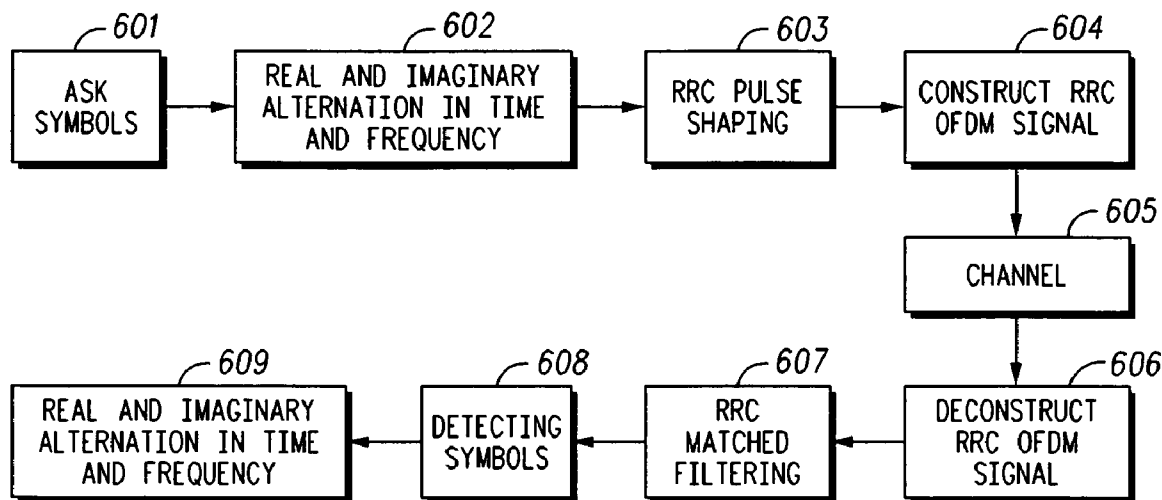 601
ASK
SYMBOLS
602
REAL AND IMAGINARY
ALTERNATION IN TIME
AND FREQUENCY
603
RRC PULSE
SHAPING
604
CONSTRUCT RRC
OFDM SIGNAL
605
CHANNEL
606
DECONSTRUCT
RRC OFDM
SIGNAL
607
RRC
MATCHED
FILTERING
608
DETECTING
SYMBOLS
609
REAL AND IMAGINARY
ALTERNATION IN TIME
AND FREQUENCY